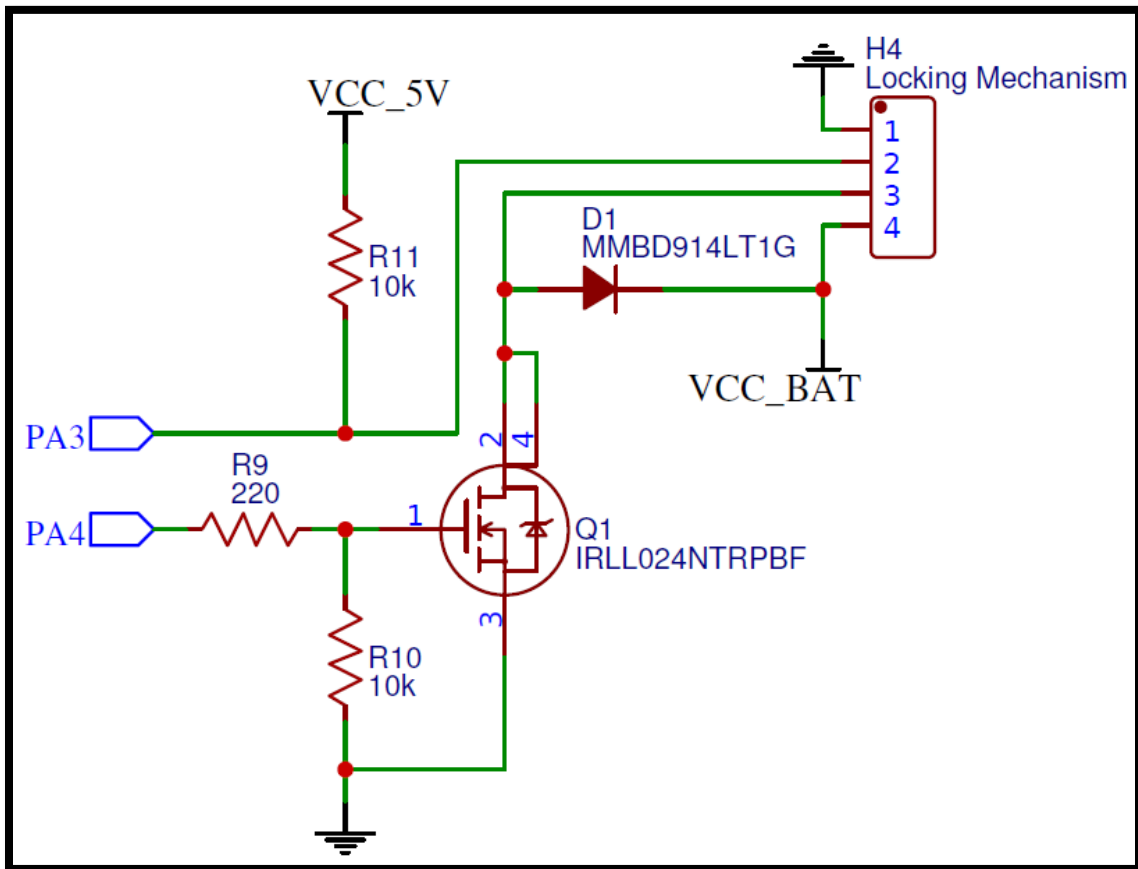 H4
Locking Mechanism
VCC_5V
1
2
3
4
D1
MMBD914LT1G
R11
10k
VCC_BAT
PA3
2
4
R9
220
PA4
1
Q1
IRLL024NTRPBF
3
R10
10k